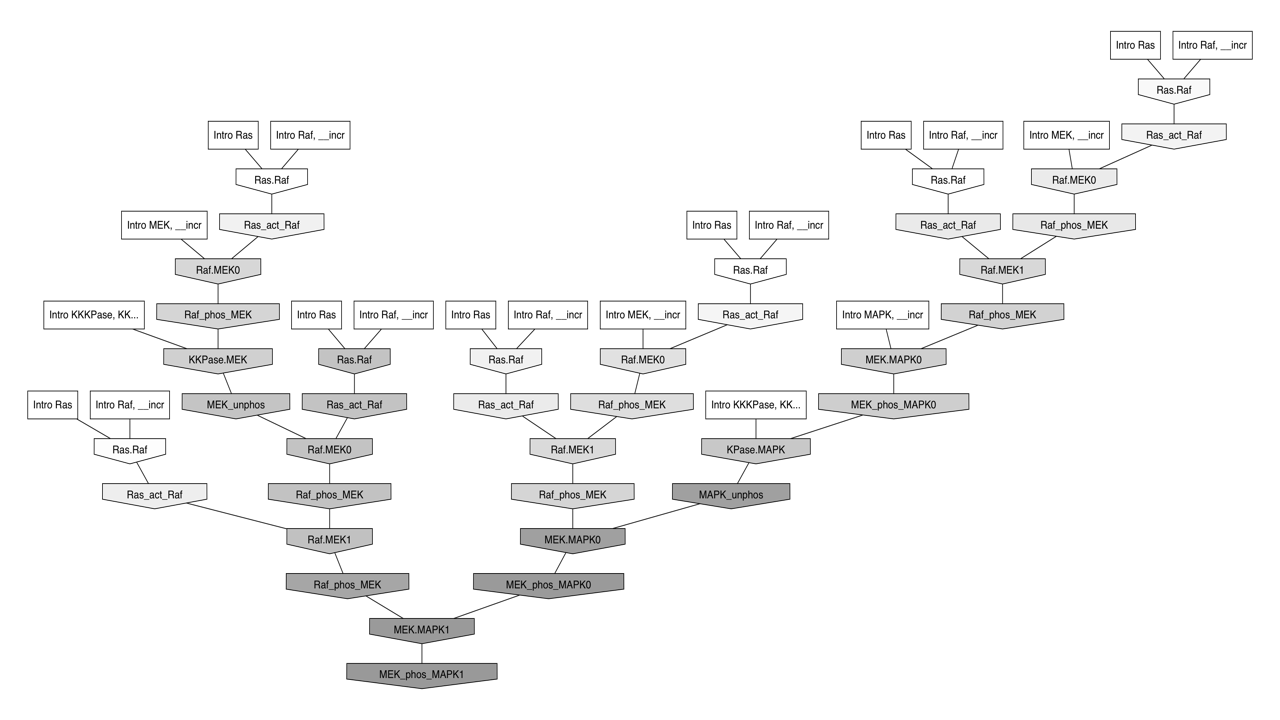 Intro Ras
Intro Raf, __incr
Ras.Raf
Intro Ras
Intro Raf, __incr
Intro Ras
Intro Raf, __incr
Intro MEK, __incr
Ras_act_Raf
Ras.Raf
Ras.Raf
Raf.MEK0
Intro MEK, __incr
Ras_act_Raf
Intro Ras
Intro Raf, __incr
Ras_act_Raf
Raf_phos_MEK
Raf.MEK0
Ras.Raf
Raf.MEK1
Intro KKKPase, KK...
Raf_phos_MEK
Intro Ras
Intro Raf, __incr
Intro Ras
Intro Raf, __incr
Intro MEK, __incr
Ras_act_Raf
Intro MAPK, __incr
Raf_phos_MEK
KKPase.MEK
Ras.Raf
Ras.Raf
Raf.MEK0
MEK.MAPK0
Intro Ras
Intro Raf, __incr
MEK_unphos
Ras_act_Raf
Ras_act_Raf
Raf_phos_MEK
Intro KKKPase, KK...
MEK_phos_MAPK0
Ras.Raf
Raf.MEK0
Raf.MEK1
KPase.MAPK
Ras_act_Raf
Raf_phos_MEK
Raf_phos_MEK
MAPK_unphos
Raf.MEK1
MEK.MAPK0
Raf_phos_MEK
MEK_phos_MAPK0
MEK.MAPK1
MEK_phos_MAPK1